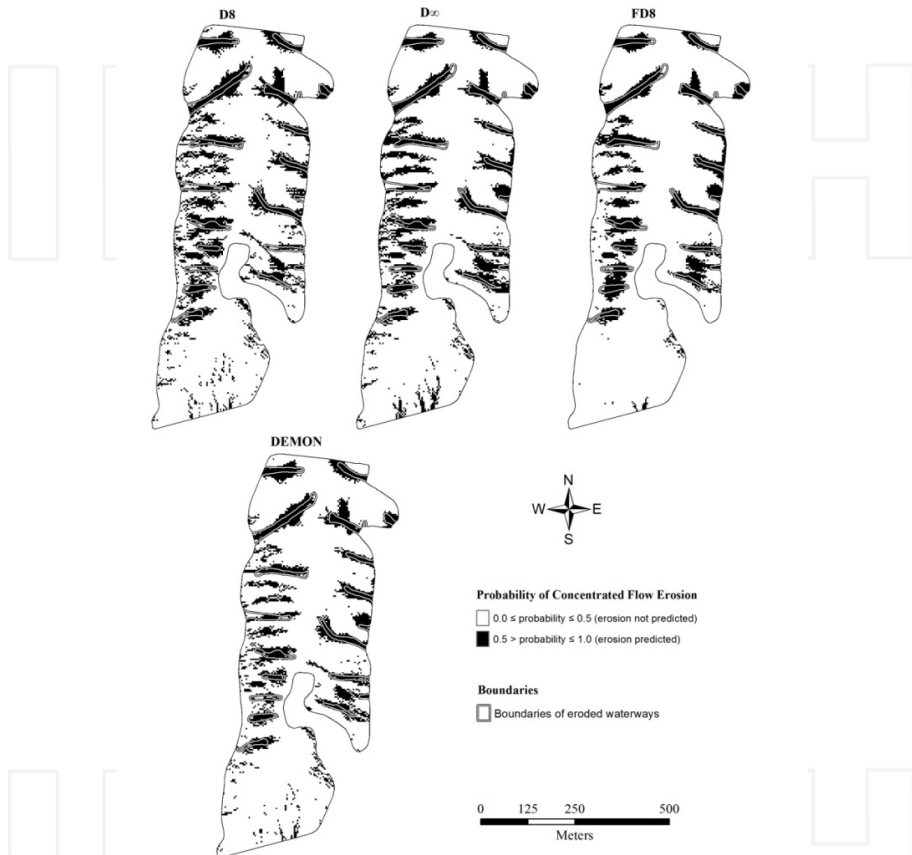 D8
D∞
FD8
DEMON
N
W E
S
Probability of Concentrated Flow Erosion
0.0 ≤ probability ≤ 0.5 (erosion not predicted)
0.5 > probability ≤ 1.0 (erosion predicted)
Boundaries
Boundaries of eroded waterways
0 125 250 500
Meters